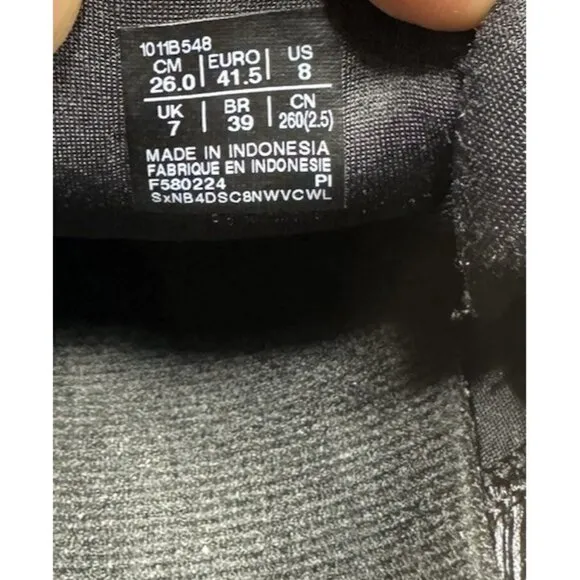 1011B548
CM EURO US
26.0 41.5 8
UK BR CN
7 39 260(2.5)
MADE IN INDONESIA
FABRIQUE EN INDONESIE
F580224 PI
SxNB4DSC8NWVCWL